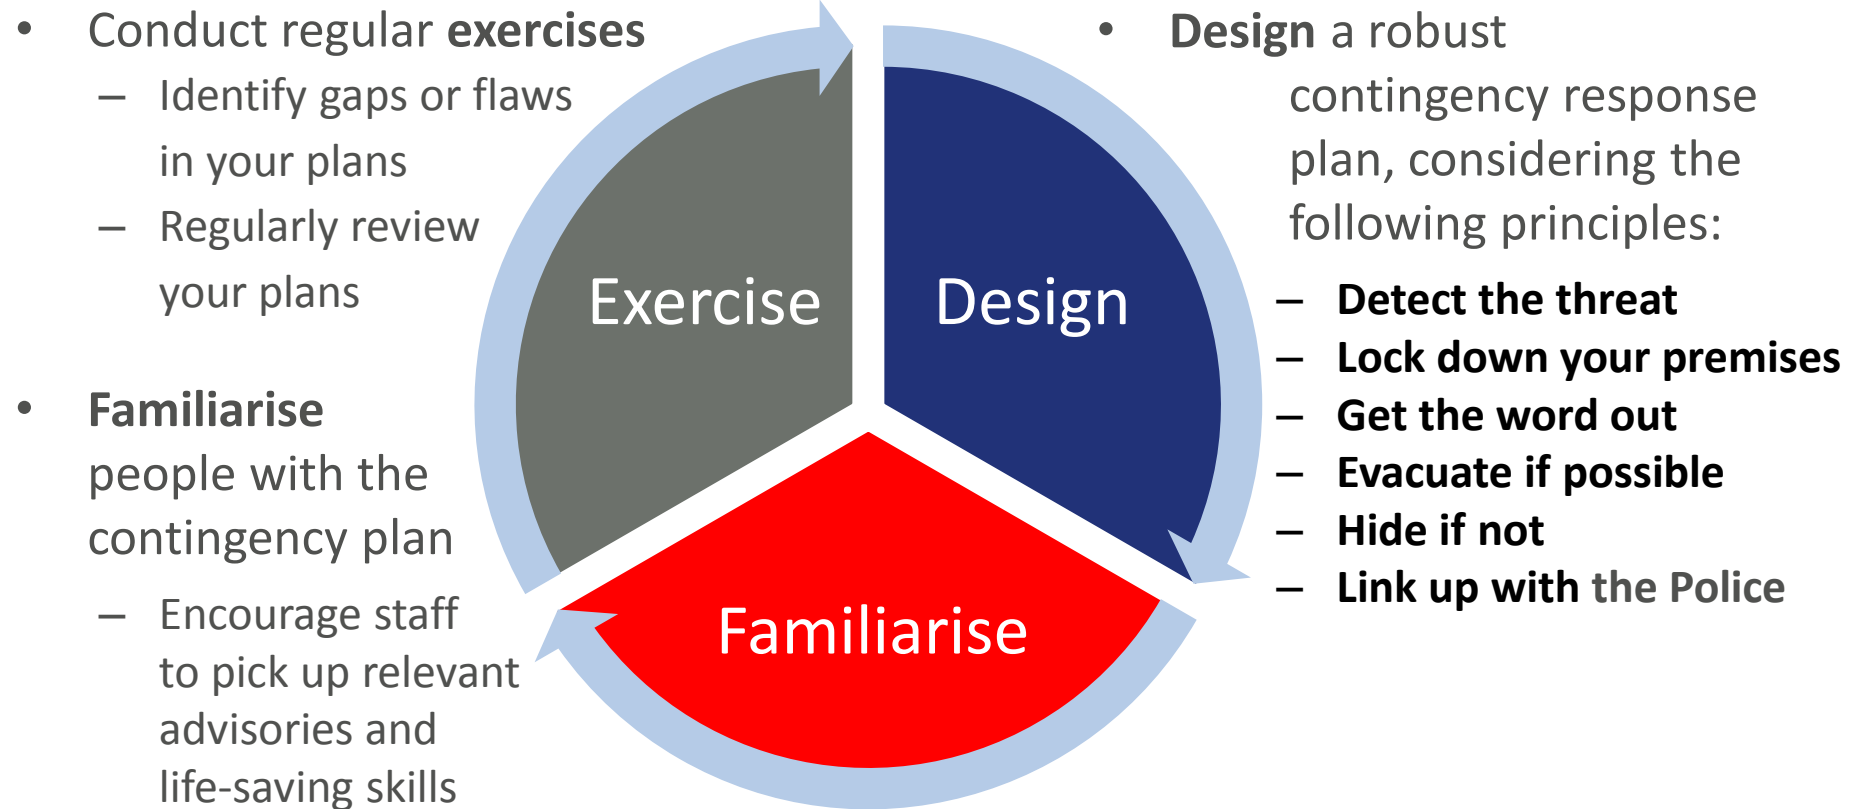 • Conduct regular exercises
– Identify gaps or flaws
in your plans
– Regularly review
your plans
• Familiarise
people with the
contingency plan
– Encourage staff
to pick up relevant
advisories and
life-saving skills
Exercise
Design
Familiarise
• Design a robust
contingency response
plan, considering the
following principles:
– Detect the threat
– Lock down your premises
– Get the word out
– Evacuate if possible
– Hide if not
– Link up with the Police